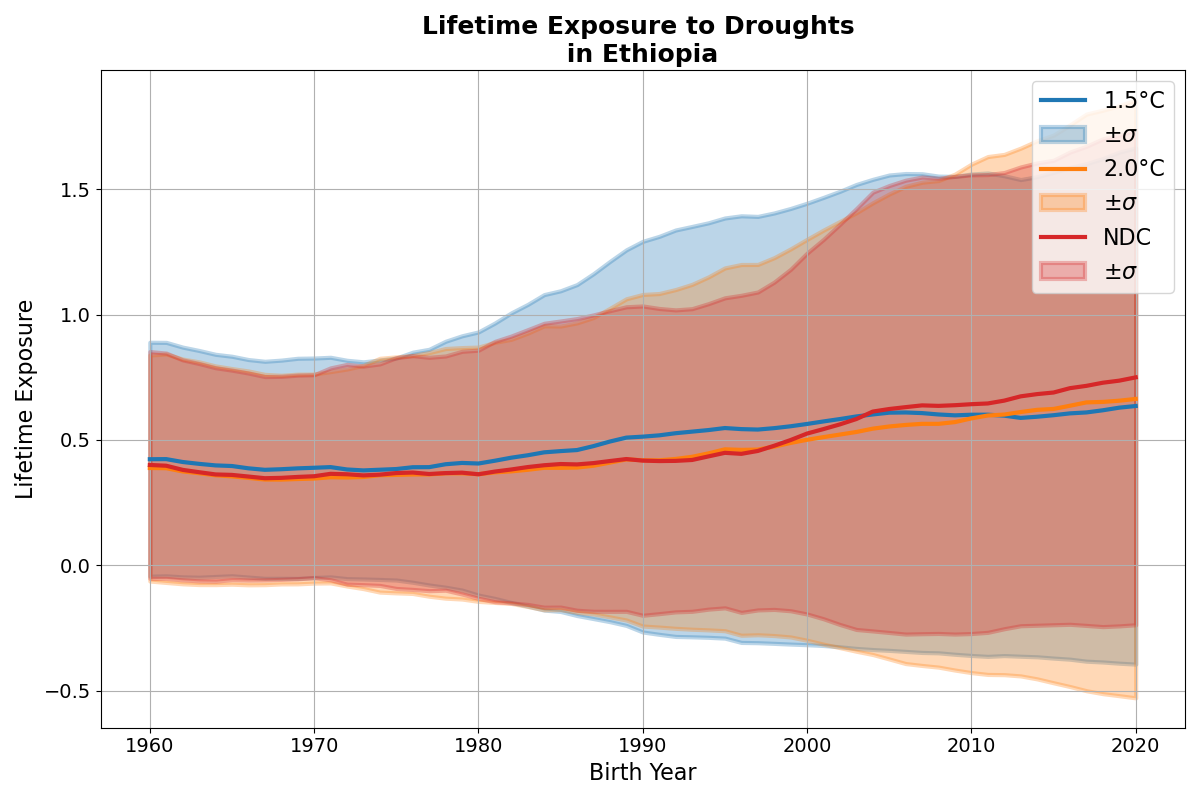 Lifetime Exposure to Droughts
in Ethiopia
1.5°C
±σ
2.0°C
±σ
NDC
±σ
Lifetime Exposure
1.5
1.0
0.5
0.0
−0.5
1960 1970 1980 1990 2000 2010 2020
Birth Year